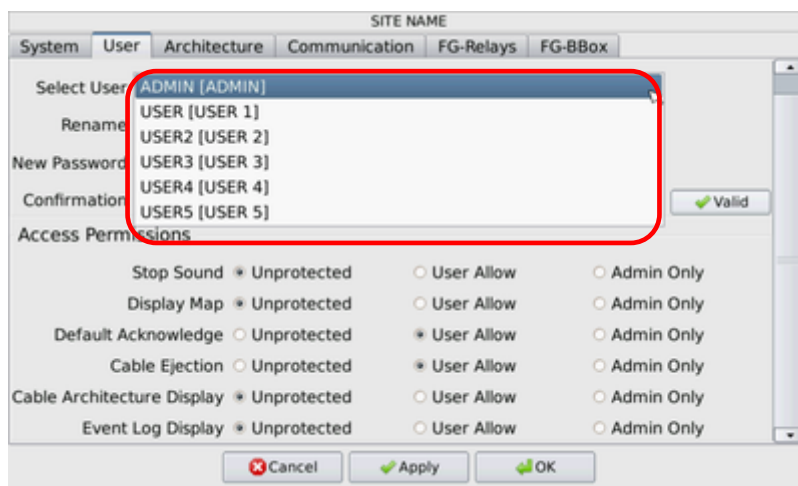 SITE NAME
System User Architecture Communication FG-Relays FG-BBox
Select User ADMIN [ADMIN]
USER [USER 1]
Rename
USER2 [USER 2]
New Password USER3 [USER 3]
USER4 [USER 4]
Confirmation Valid
USER5 [USER 5]
Access Permissions
Stop Sound Unprotected User Allow Admin Only
Display Map Unprotected User Allow Admin Only
Default Acknowledge Unprotected User Allow Admin Only
Cable Ejection Unprotected User Allow Admin Only
Cable Architecture Display Unprotected User Allow Admin Only
Event Log Display Unprotected User Allow Admin Only
Cancel Apply OK